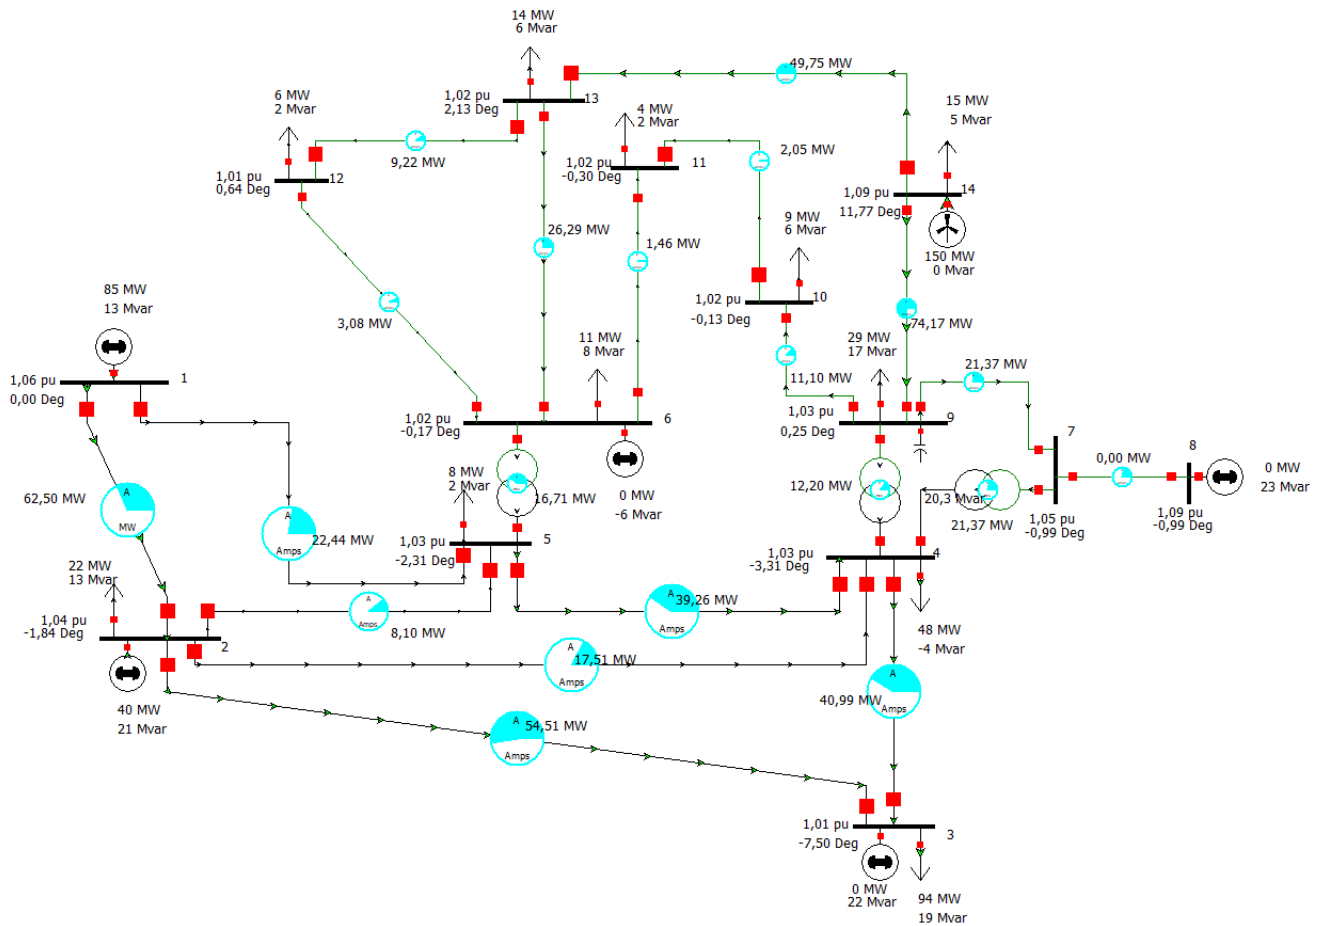 14 MW
6 Mvar
1,02 pu
2,13 Deg
13
49,75 MW
6 MW
2 Mvar
1,01 pu
0,64 Deg
12
9,22 MW
4 MW
2 Mvar
1,02 pu
-0,30 Deg
11
2,05 MW
15 MW
5 Mvar
1,09 pu
11,77 Deg
14
150 MW
0 Mvar
26,29 MW
1,46 MW
9 MW
6 Mvar
1,02 pu
-0,13 Deg
10
74,17 MW
3,08 MW
85 MW
13 Mvar
1,06 pu
0,00 Deg
1
11 MW
8 Mvar
1,02 pu
-0,17 Deg
6
11,10 MW
29 MW
17 Mvar
1,03 pu
0,25 Deg
9
21,37 MW
7
8
0,00 MW
0 MW
23 Mvar
1,09 pu
-0,99 Deg
1,05 pu
-0,99 Deg
20,3 Mvar
21,37 MW
12,20 MW
16,71 MW
0 MW
-6 Mvar
8 MW
2 Mvar
1,03 pu
-2,31 Deg
5
62,50 MW
A
MW
A
Amps
22,44 MW
1,03 pu
-3,31 Deg
4
48 MW
-4 Mvar
22 MW
13 Mvar
1,04 pu
-1,84 Deg
2
40 MW
21 Mvar
A
Amps
8,10 MW
39,26 MW
Amps
A
17,51 MW
Amps
A
40,99 MW
Amps
A
54,51 MW
Amps
1,01 pu
-7,50 Deg
3
0 MW
22 Mvar
94 MW
19 Mvar